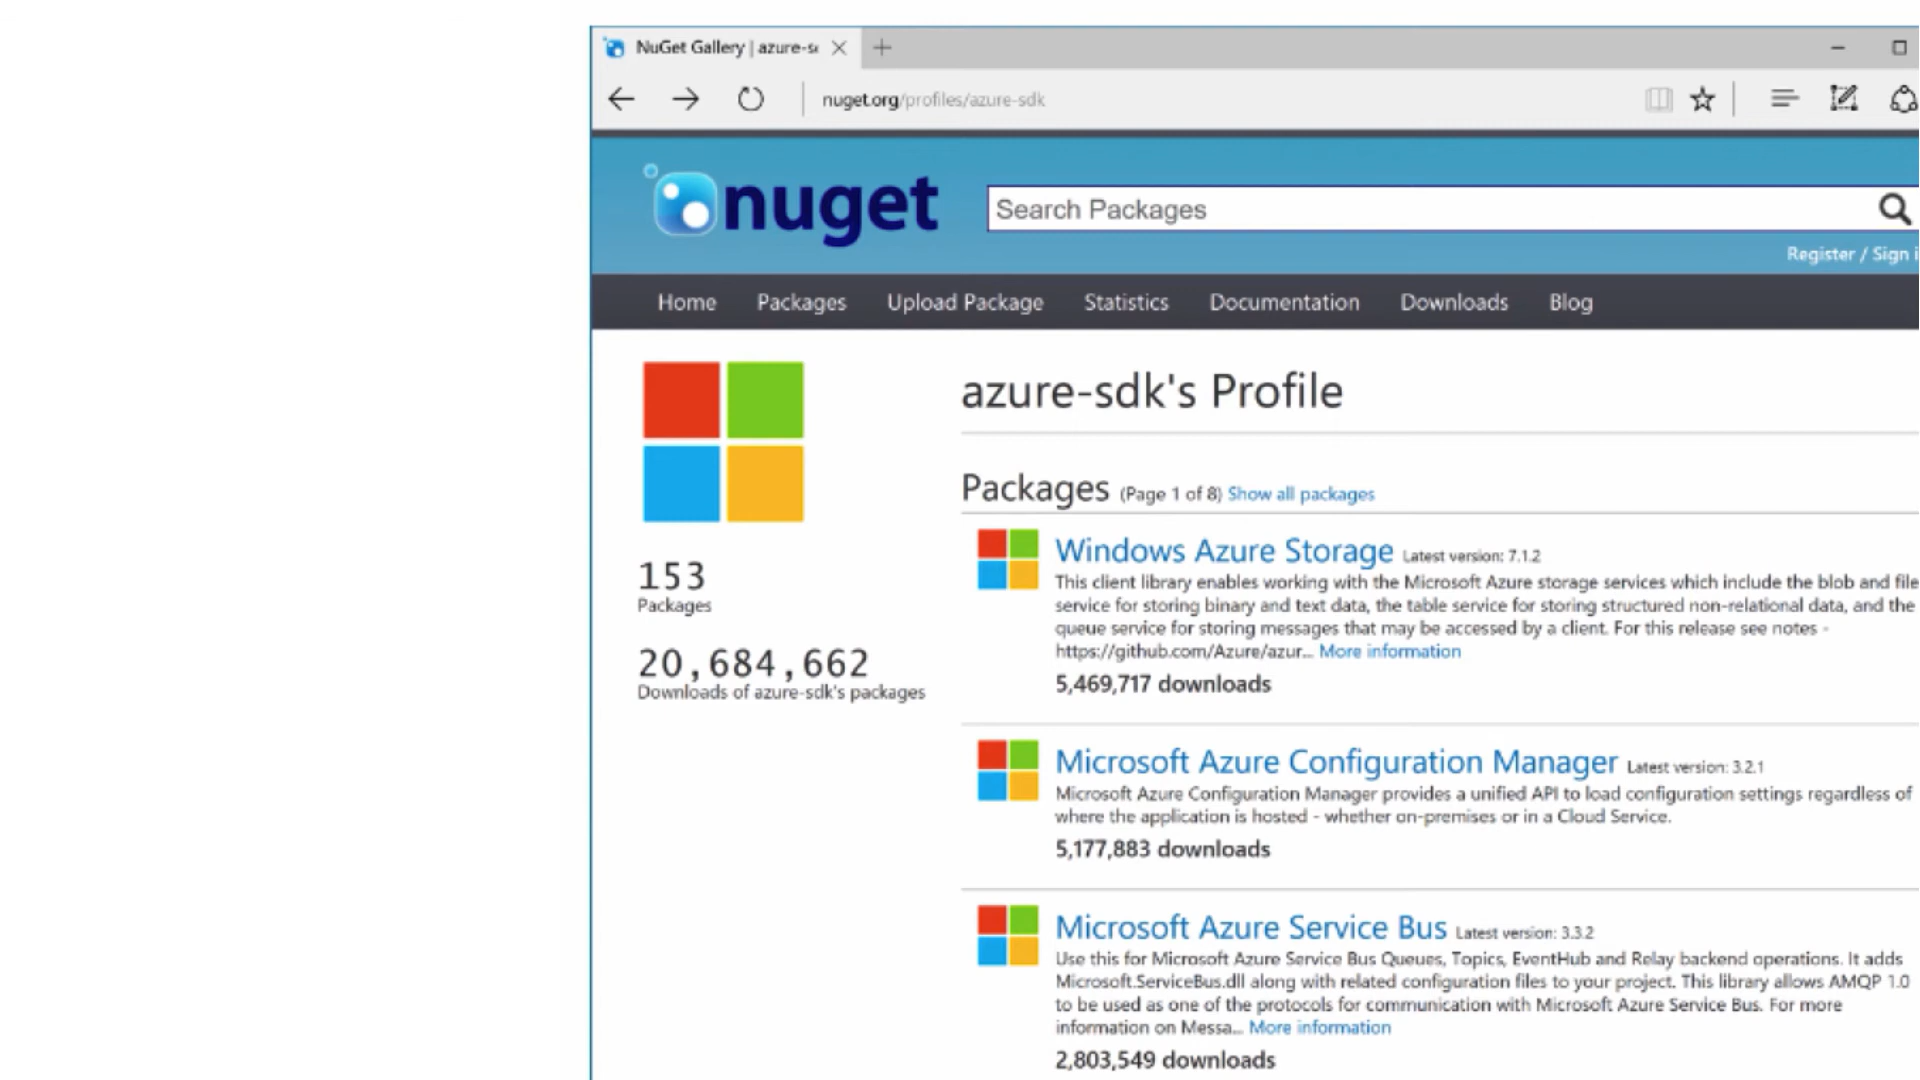 NuGet Gallery | azure-s
nuget.org/profiles/azure-sdk
nuget
Search Packages
Register / Sign i
Home Packages Upload Package Statistics Documentation Downloads Blog
azure-sdk's Profile
153
Packages
20,684,662
Downloads of azure-sdk's packages
Packages (Page 1 of 8) Show all packages
Windows Azure Storage Latest version: 7.1.2
This client library enables working with the Microsoft Azure storage services which include the blob and file
service for storing binary and text data, the table service for storing structured non-relational data, and the
queue service for storing messages that may be accessed by a client. For this release see notes -
https://github.com/Azure/azur... More information
5,469,717 downloads
Microsoft Azure Configuration Manager Latest version: 3.2.1
Microsoft Azure Configuration Manager provides a unified API to load configuration settings regardless of
where the application is hosted - whether on-premises or in a Cloud Service.
5,177,883 downloads
Microsoft Azure Service Bus Latest version: 3.3.2
Use this for Microsoft Azure Service Bus Queues, Topics, EventHub and Relay backend operations. It adds
Microsoft.ServiceBus.dll along with related configuration files to your project. This library allows AMQP 1.0
to be used as one of the protocols for communication with Microsoft Azure Service Bus. For more
information on Messa... More information
2,803,549 downloads